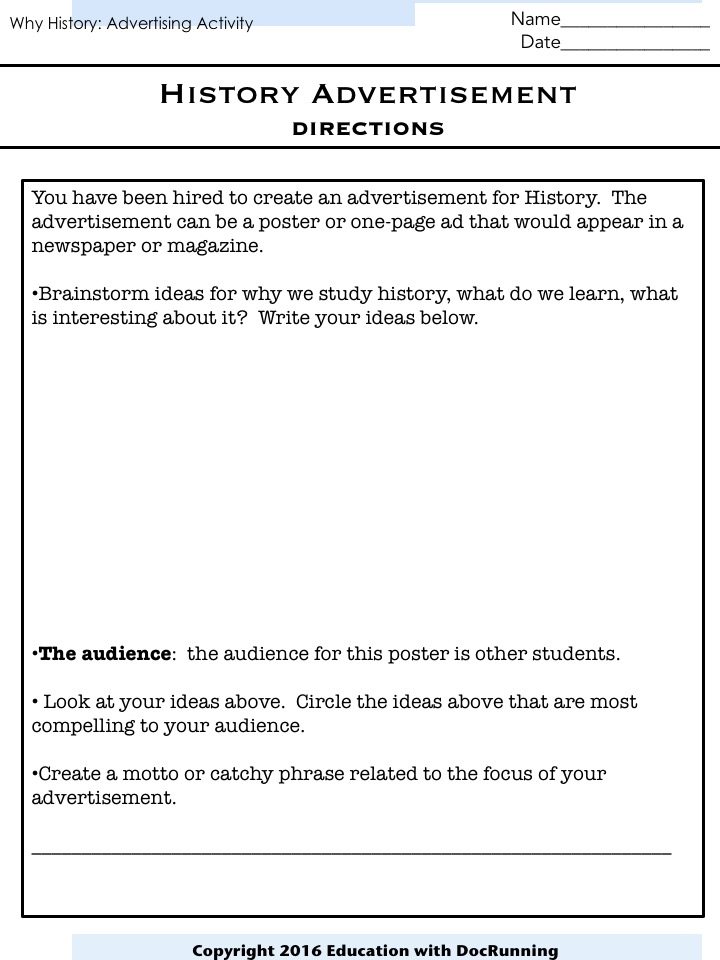 Why History: Advertising Activity
Name_________________
Date_________________
History Advertisement
directions
You have been hired to create an advertisement for History.  The
advertisement can be a poster or one-page ad that would appear in a
newspaper or magazine.
•Brainstorm ideas for why we study history, what do we learn, what
is interesting about it?  Write your ideas below.
•The audience:  the audience for this poster is other students.
• Look at your ideas above.  Circle the ideas above that are most
compelling to your audience.
•Create a motto or catchy phrase related to the focus of your
advertisement.
________________________________________________________________
Copyright 2016 Education with DocRunning